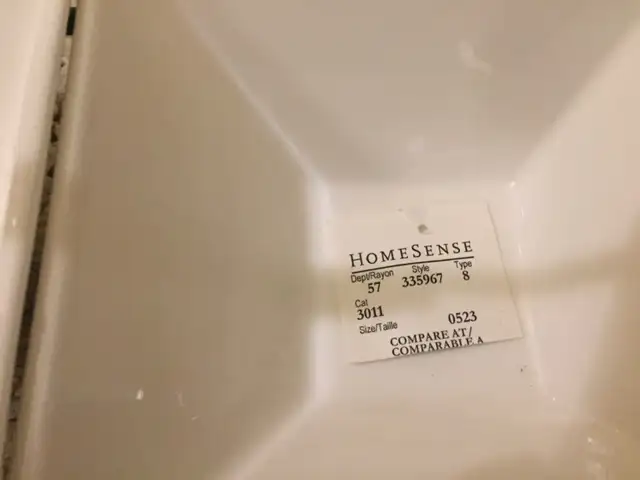 HOMESENSE
Dept/Rayon Style Type
57 335967 8
Cat
3011
Size/Taille 0523
COMPARE AT/
COMPARABLE A